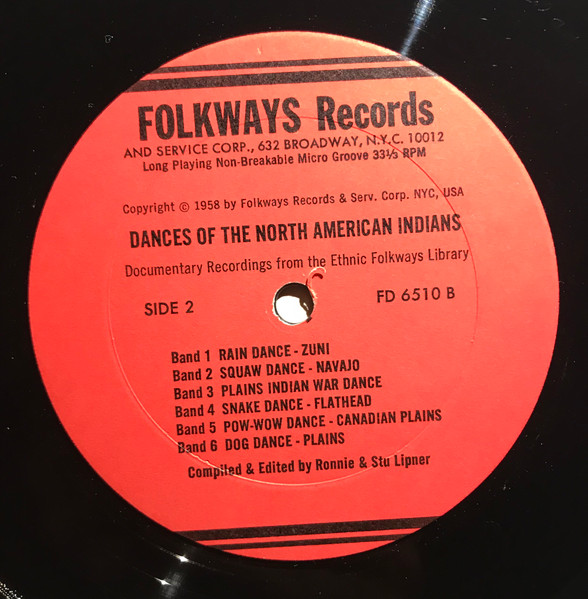 FOLKWAYS Records
AND SERVICE CORP., 632 BROADWAY, N.Y.C. 10012
Long Playing Non-Breakable Micro Groove 33⅓ RPM
Copyright © 1958 by Folkways Records & Serv. Corp. NYC, USA
DANCES OF THE NORTH AMERICAN INDIANS
Documentary Recordings from the Ethnic Folkways Library
SIDE 2 FD 6510 B
Band 1 RAIN DANCE - ZUNI
Band 2 SQUAW DANCE - NAVAJO
Band 3 PLAINS INDIAN WAR DANCE
Band 4 SNAKE DANCE - FLATHEAD
Band 5 POW-WOW DANCE - CANADIAN PLAINS
Band 6 DOG DANCE - PLAINS
Compiled & Edited by Ronnie & Stu Lipner